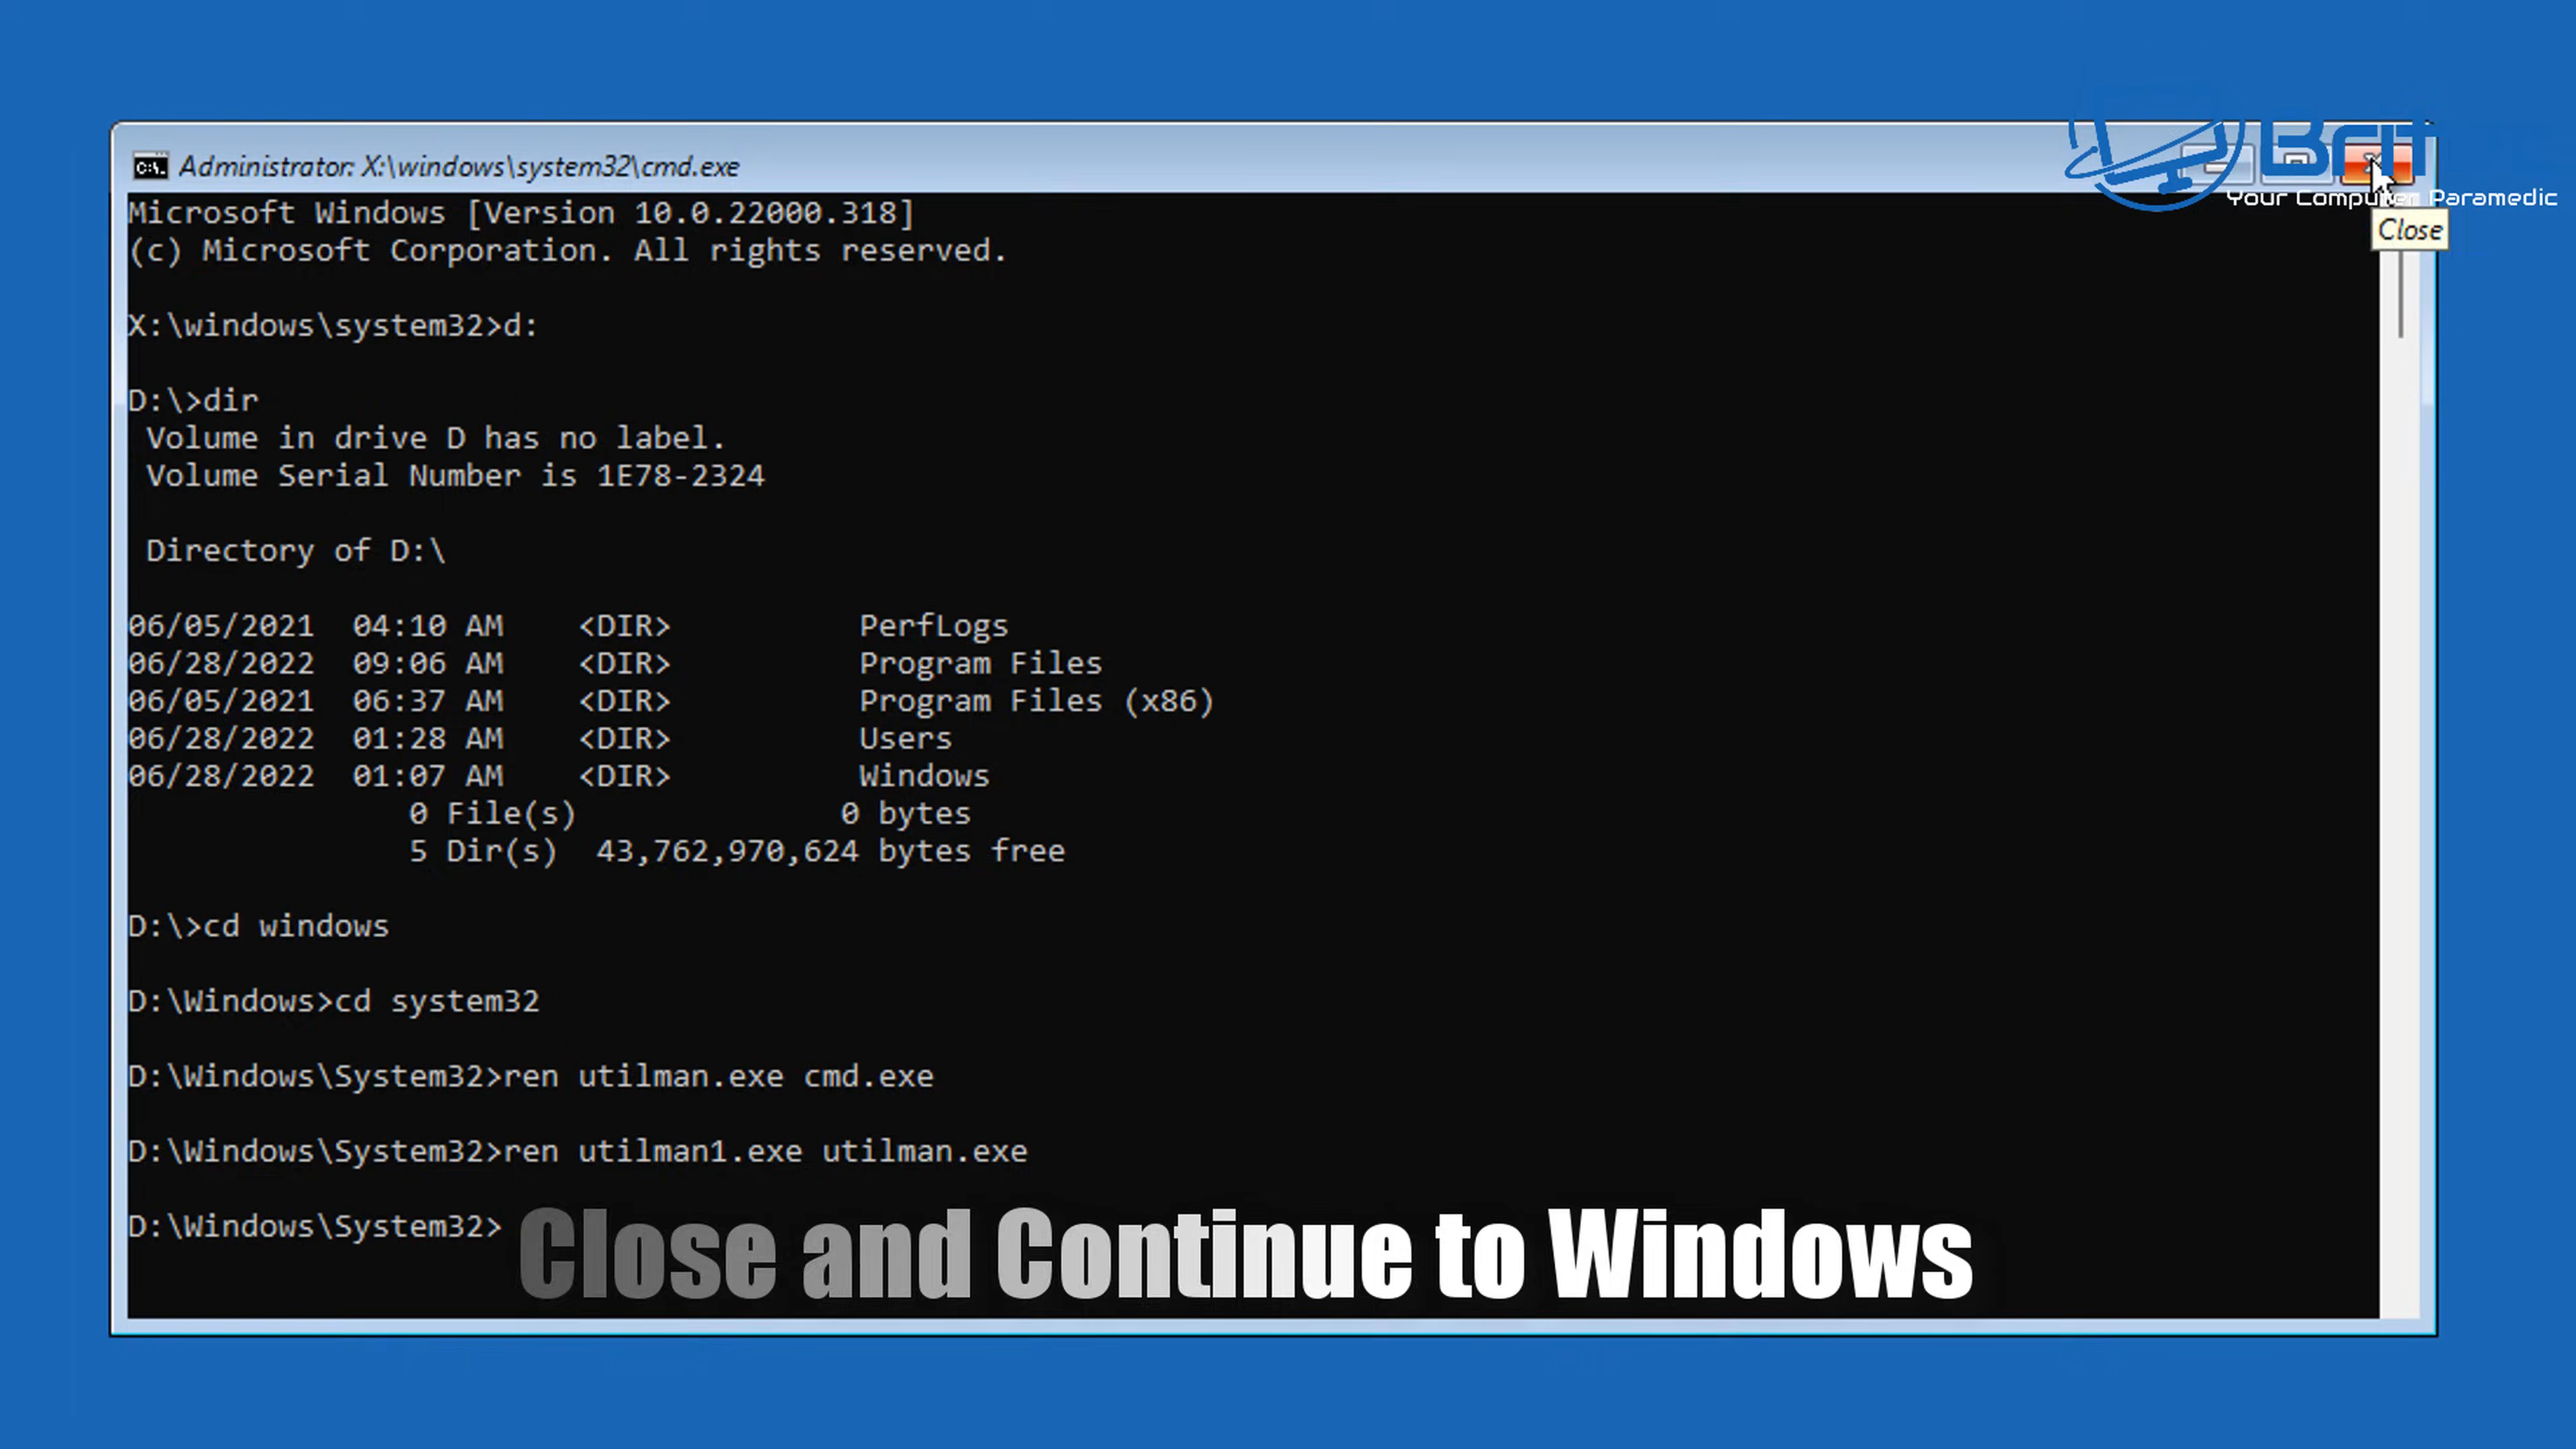 Brit
Your Computer Paramedic
Administrator: X:\windows\system32\cmd.exe
Close
Microsoft Windows [Version 10.0.22000.318]
(c) Microsoft Corporation. All rights reserved.
X:\windows\system32>d:
D:\>dir
Volume in drive D has no label.
Volume Serial Number is 1E78-2324
Directory of D:\
06/05/2021  04:10 AM    <DIR>          PerfLogs
06/28/2022  09:06 AM    <DIR>          Program Files
06/05/2021  06:37 AM    <DIR>          Program Files (x86)
06/28/2022  01:28 AM    <DIR>          Users
06/28/2022  01:07 AM    <DIR>          Windows
0 File(s)              0 bytes
5 Dir(s)  43,762,970,624 bytes free
D:\>cd windows
D:\Windows>cd system32
D:\Windows\System32>ren utilman.exe cmd.exe
D:\Windows\System32>ren utilman1.exe utilman.exe
D:\Windows\System32>
Close and Continue to Windows